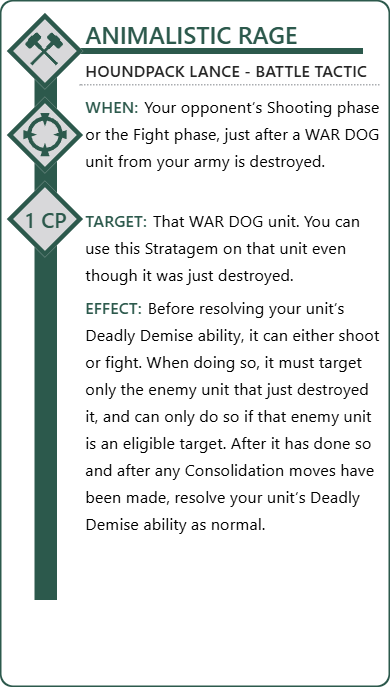 ANIMALISTIC RAGE
HOUNDPACK LANCE - BATTLE TACTIC
WHEN: Your opponent’s Shooting phase
or the Fight phase, just after a WAR DOG
unit from your army is destroyed.
1 CP
TARGET: That WAR DOG unit. You can
use this Stratagem on that unit even
though it was just destroyed.
EFFECT: Before resolving your unit’s
Deadly Demise ability, it can either shoot
or fight. When doing so, it must target
only the enemy unit that just destroyed
it, and can only do so if that enemy unit
is an eligible target. After it has done so
and after any Consolidation moves have
been made, resolve your unit’s Deadly
Demise ability as normal.